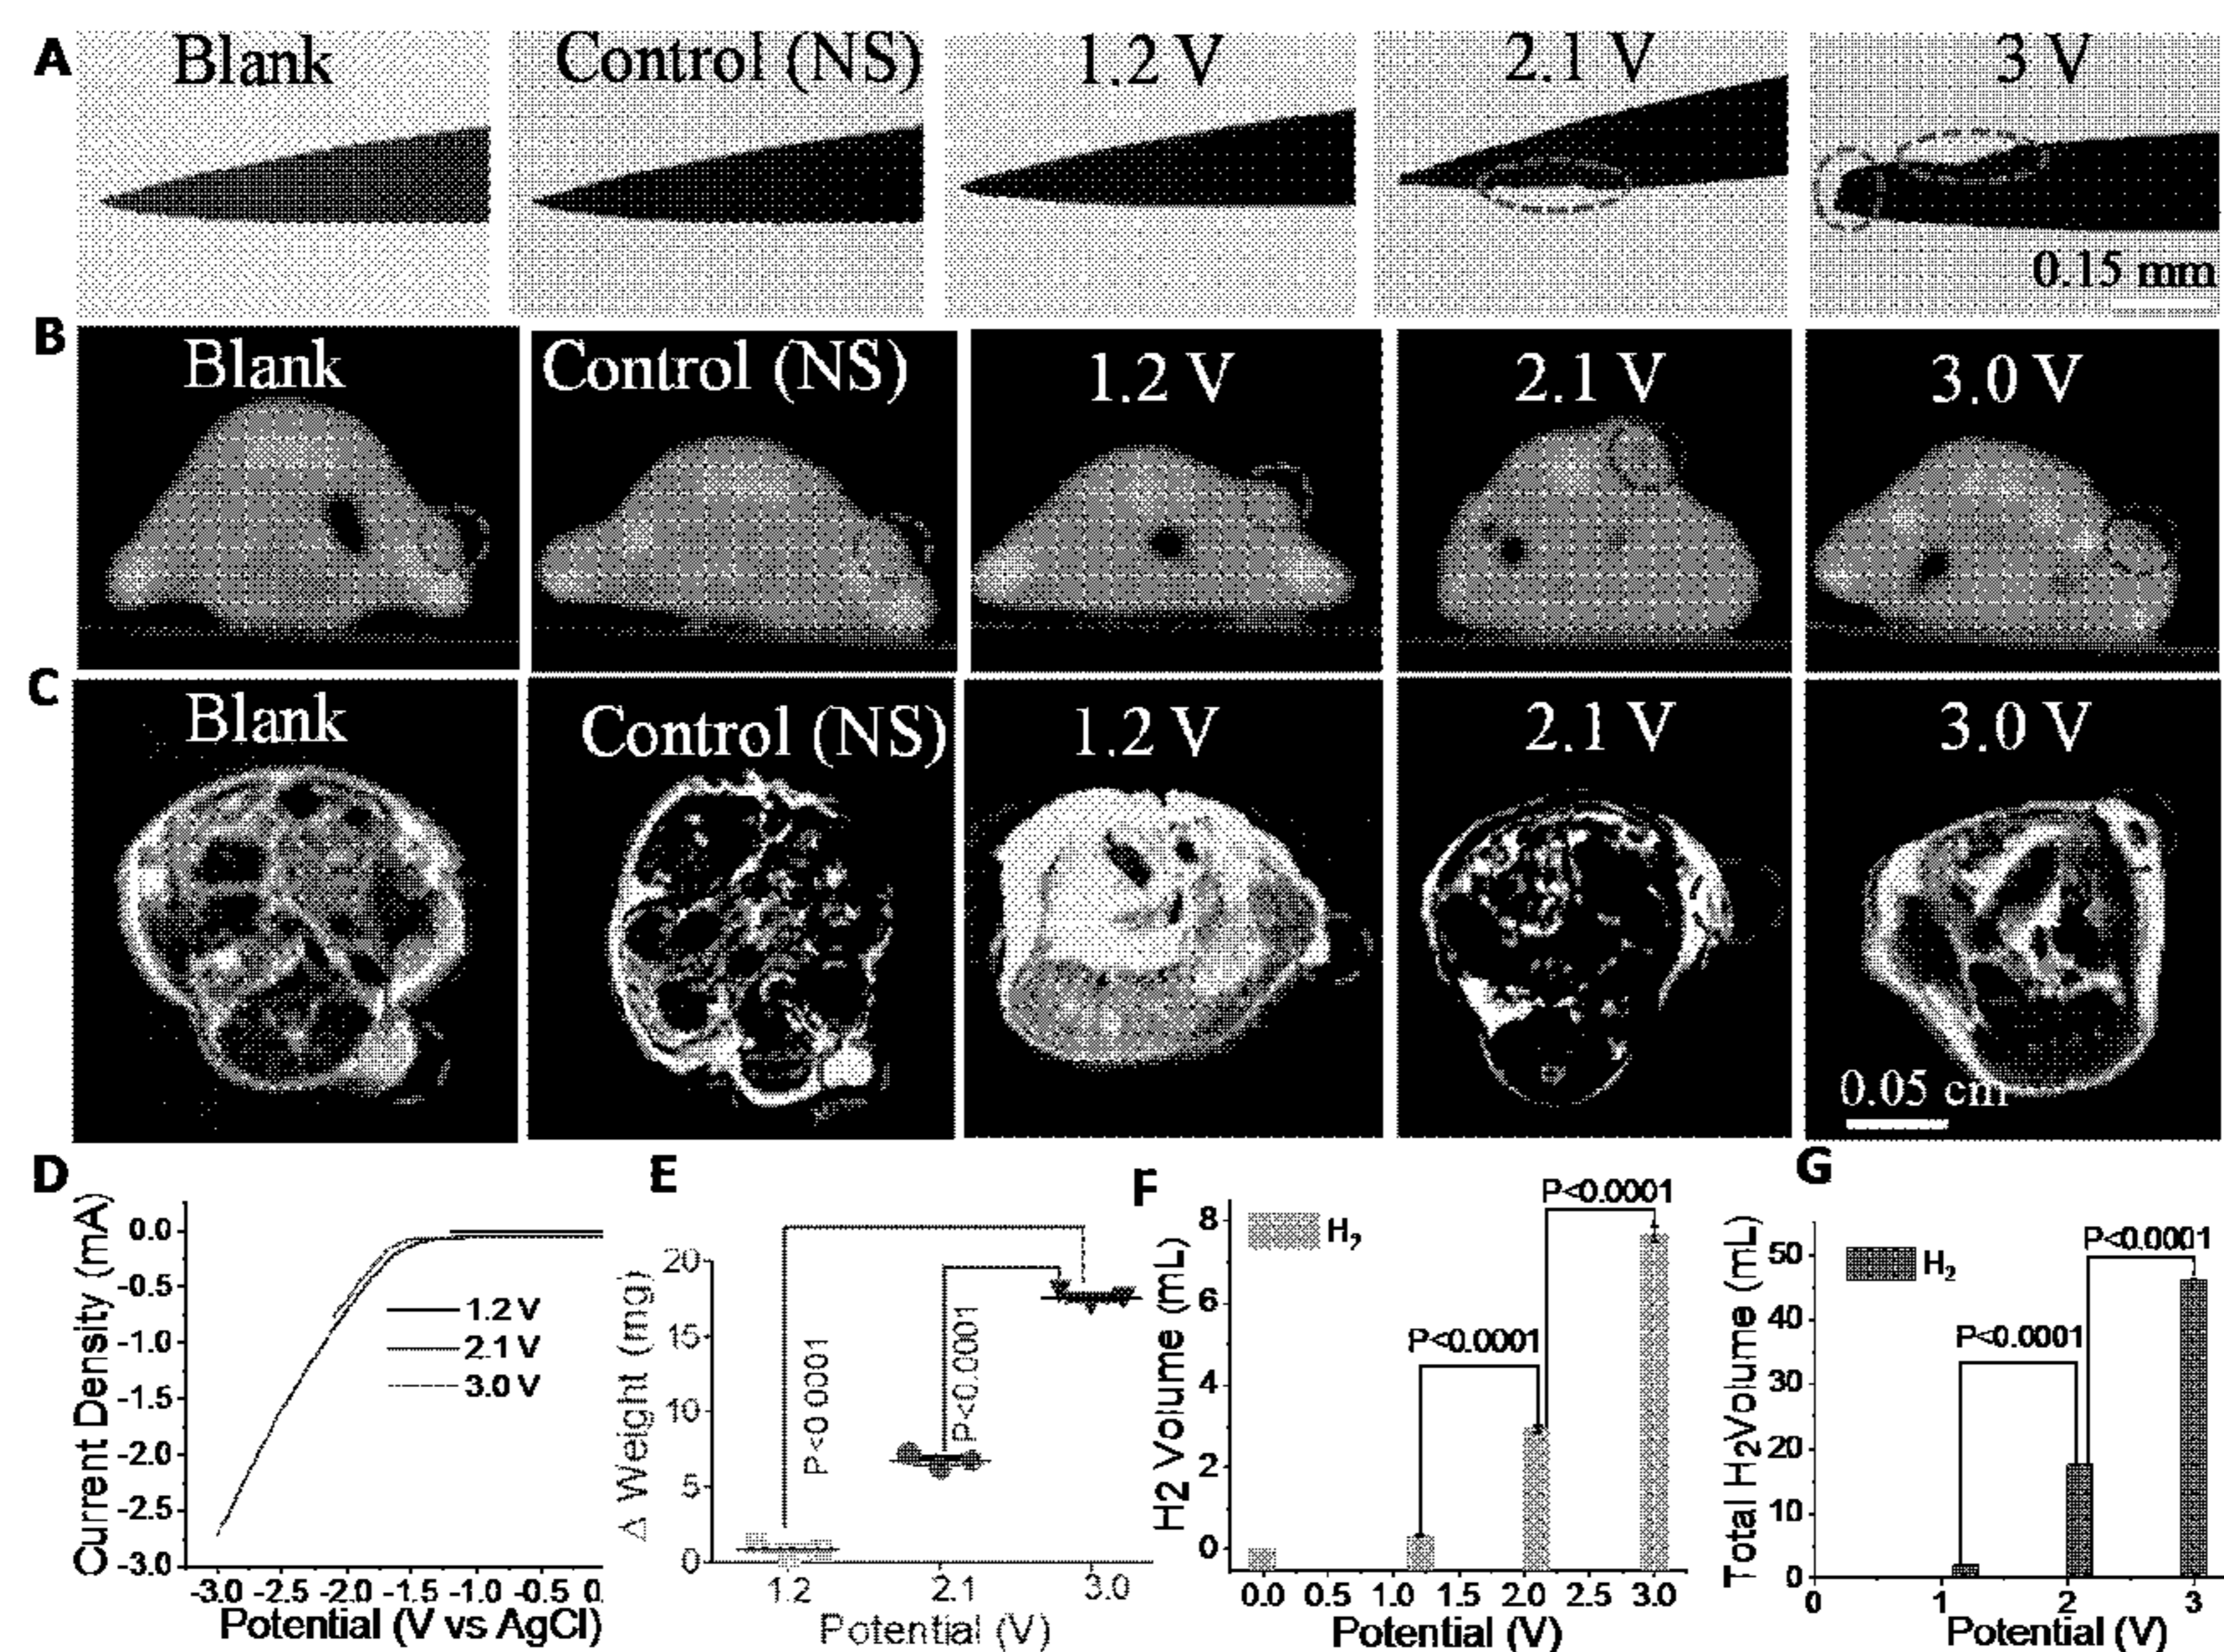 A
Blank
Control (NS)
1.2 V
2.1 V
3 V
0.15 mm
B
Blank
Control (NS)
1.2 V
2.1 V
3.0 V
C
Blank
Control (NS)
1.2 V
2.1 V
3.0 V
0.05 cm
D
Current Density (mA)
0.0
-0.5
-1.0
-1.5
-2.0
-2.5
-3.0
1.2 V
2.1 V
3.0 V
-3.0 -2.5 -2.0 -1.5 -1.0 -0.5 0
Potential (V vs AgCl)
E
Δ Weight (mg)
20
15
10
5
0
P<0.0001
P<0.0001
1.2 2.1 3.0
Potential (V)
F
H2 Volume (mL)
8
6
4
2
0
H₂
P<0.0001
P<0.0001
0.0 0.5 1.0 1.5 2.0 2.5 3.0
Potential (V)
G
Total H₂Volume (mL)
50
40
30
20
10
0
H₂
P<0.0001
P<0.0001
0 1 2 3
Potential (V)